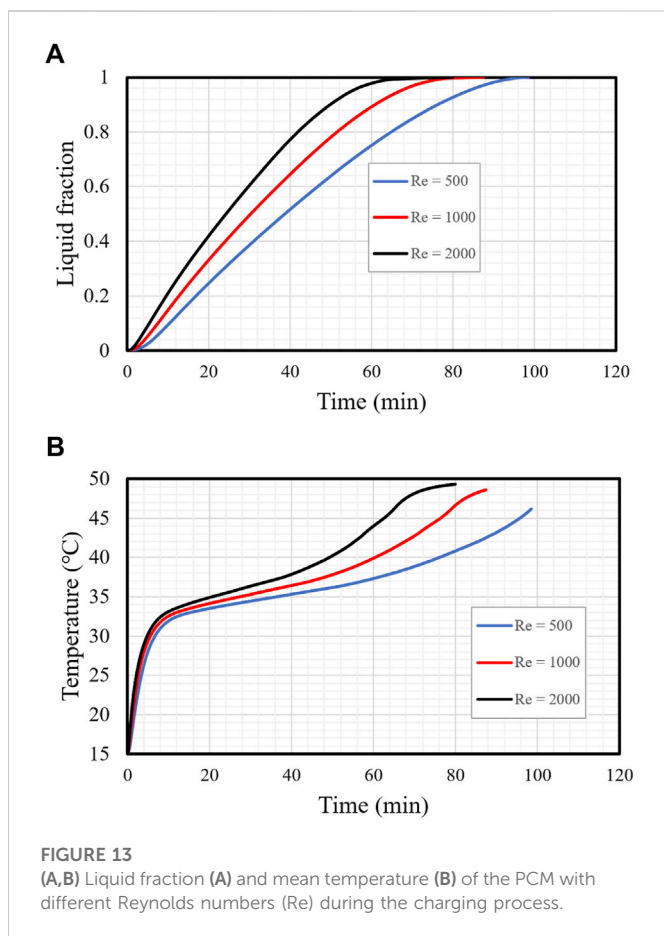 A
1
0.8
0.6
0.4
0.2
0
Liquid fraction
Re = 500
Re = 1000
Re = 2000
0 20 40 60 80 100 120
Time (min)
B
50
45
40
35
30
25
20
15
Temperature (°C)
Re = 500
Re = 1000
Re = 2000
0 20 40 60 80 100 120
Time (min)
FIGURE 13
(A,B) Liquid fraction (A) and mean temperature (B) of the PCM with
different Reynolds numbers (Re) during the charging process.